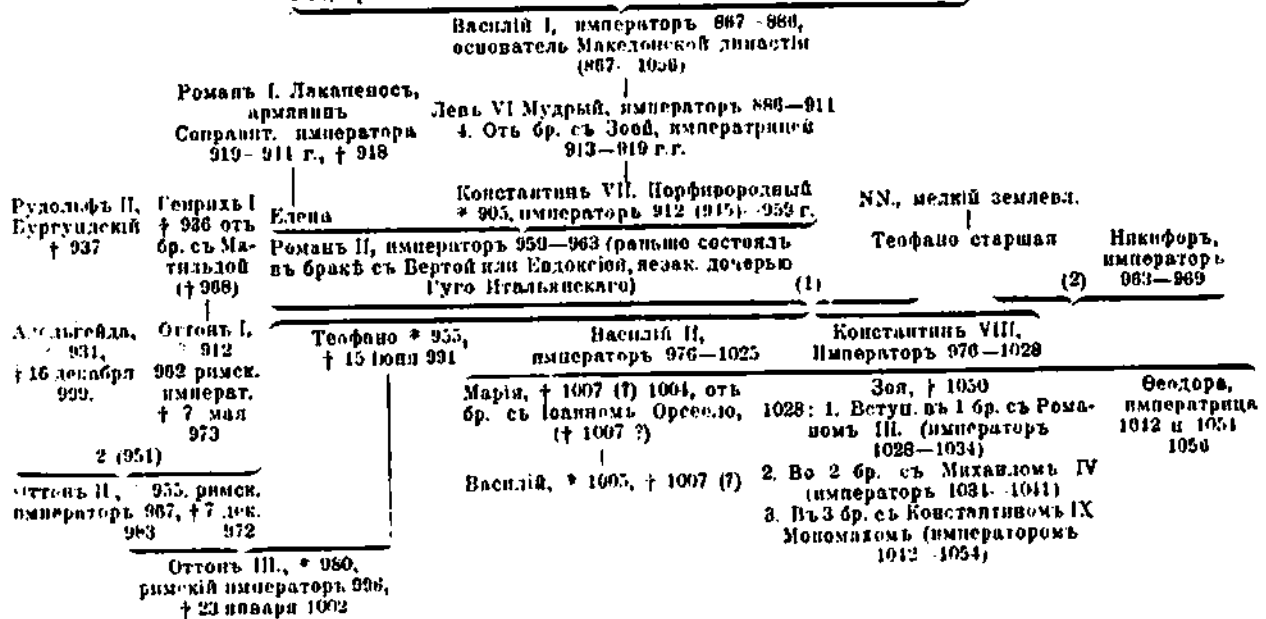 Василій I, императоръ 867—886,
основатель Македонской династіи
(867—1056)
Романъ I. Лакапеносъ,
армянинъ
Соправит. императора
919—944 г., † 948
Левъ VI Мудрый, императоръ 886—911
4. Отъ бр. съ Зоей, императрицей
913—919 г.г.
Рудольфъ II,
Бургундскій
† 937
Генрихъ I
† 936 отъ
бр. съ Ма-
тильдой
(† 968)
Елена
Константинъ VII. Порфирородный
* 905, императоръ 912 (945)—959 г.
NN., мелкій землевл.
Теофано старшая
Никифоръ,
императоръ
963—969
Романъ II, императоръ 959—963 (раньше состоялъ
въ бракѣ съ Бертой или Евдоксіей, незак. дочерью
Гуго Итальянскаго)
(1)
(2)
Адельгейда,
931,
† 16 декабря
999.
Оттонъ I,
* 912
962 римск.
императ.
† 7 мая
973
Теофано * 955,
† 15 іюня 991
Василій II,
императоръ 976—1025
Константинъ VIII,
Императоръ 976—1028
Марія, † 1007 (?) 1004, отъ
бр. съ Іоанномъ Орсеоло,
(† 1007 ?)
Василій, * 1005, † 1007 (?)
Зоя, † 1050
1028: 1. Вступ. въ 1 бр. съ Рома-
номъ III. (императоръ
1028—1034)
2. Во 2 бр. съ Михаиломъ IV
(императоръ 1034—1041)
3. Въ 3 бр. съ Константиномъ IX
Мономахомъ (императоромъ
1042—1054)
Өеодора,
императрица
1042 и 1054
1056
2 (951)
Оттонъ II, 955. римск.
императоръ 967, † 7 дек.
983 972
Оттонъ III., * 980,
римскій императоръ 996,
† 23 января 1002